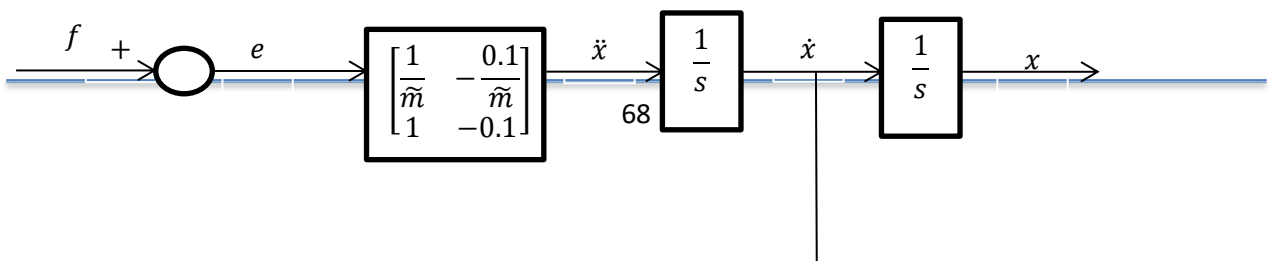 f + e
[1/m̃ −0.1/m̃
1 −0.1]
ẍ
1/s
ẋ
1/s
x
68